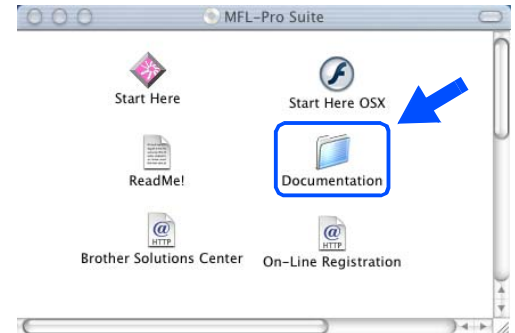 MFL-Pro Suite
Start Here
Start Here OSX
ReadMe!
Documentation
@
HTTP
@
HTTP
Brother Solutions Center
On-Line Registration